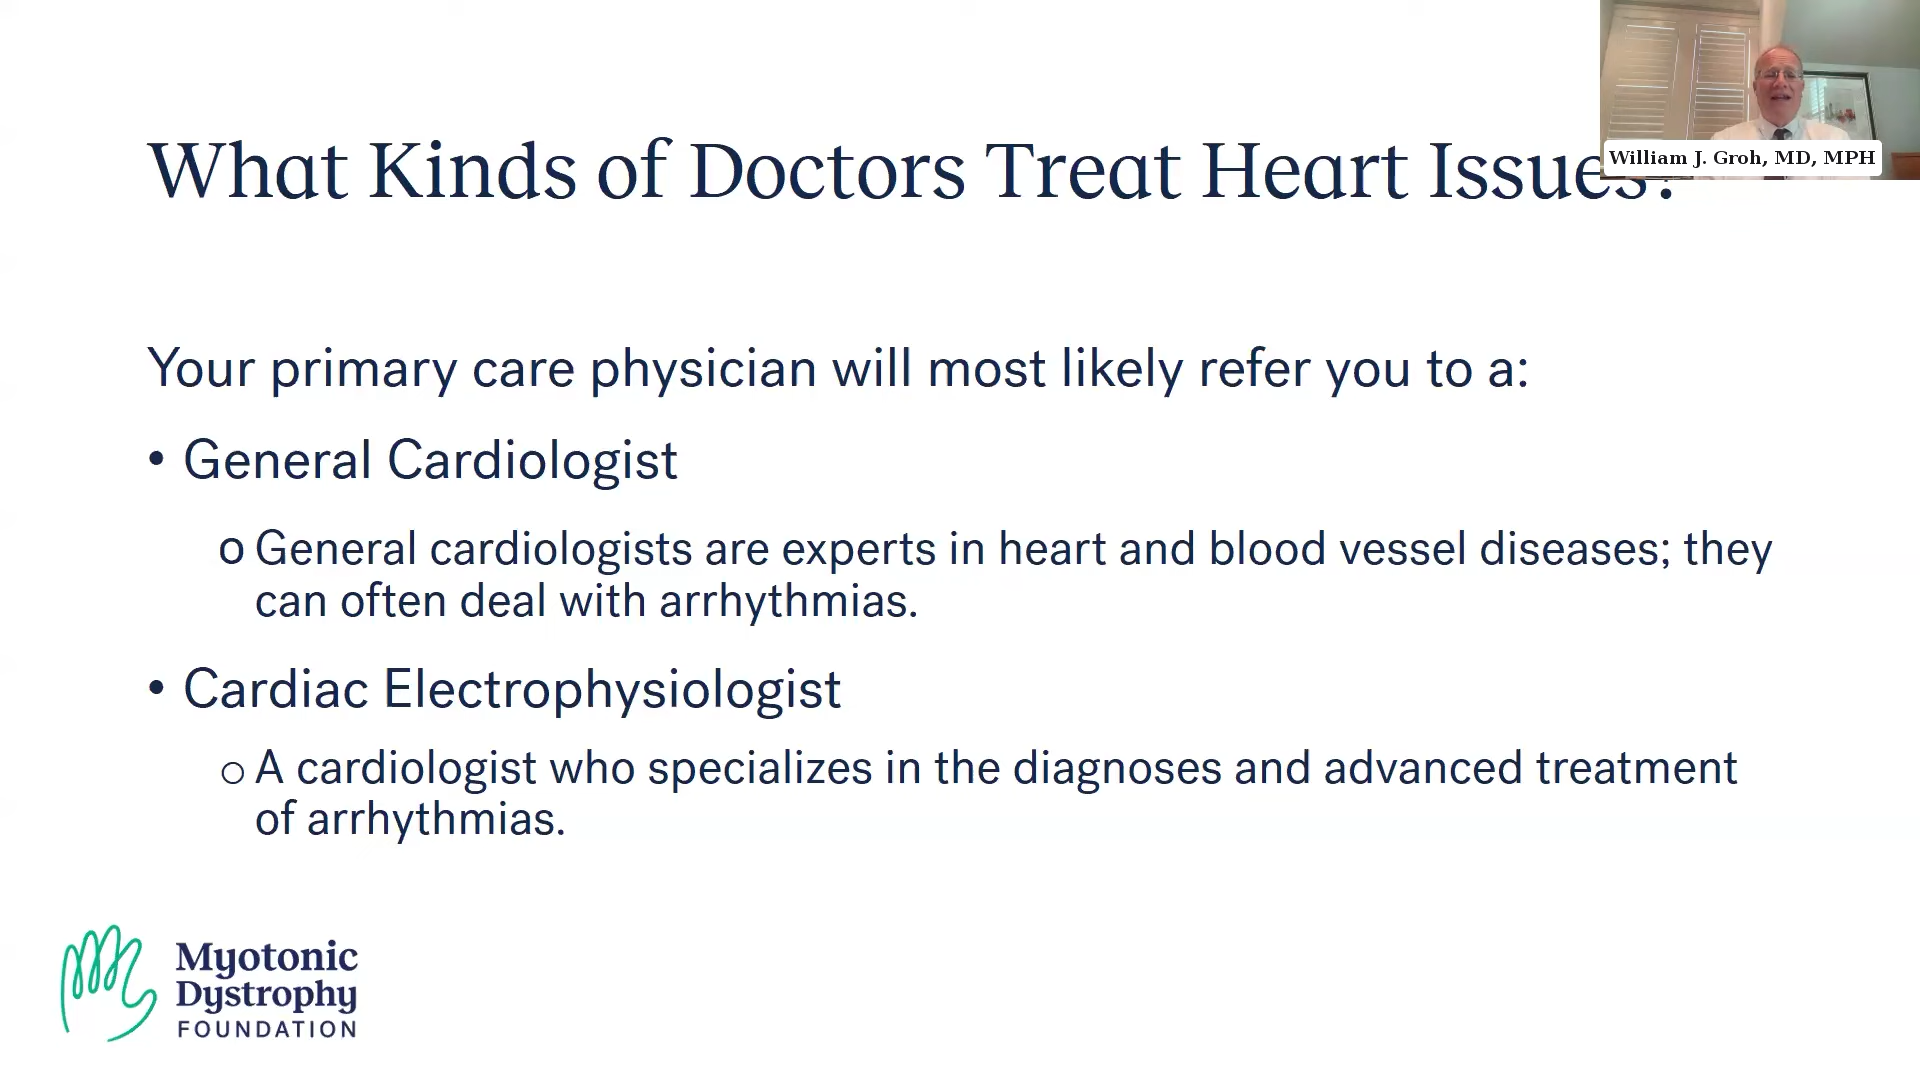 What Kinds of Doctors Treat Heart Issues?
William J. Groh, MD, MPH
Your primary care physician will most likely refer you to a:
• General Cardiologist
o General cardiologists are experts in heart and blood vessel diseases; they
can often deal with arrhythmias.
• Cardiac Electrophysiologist
○ A cardiologist who specializes in the diagnoses and advanced treatment
of arrhythmias.
Myotonic
Dystrophy
FOUNDATION